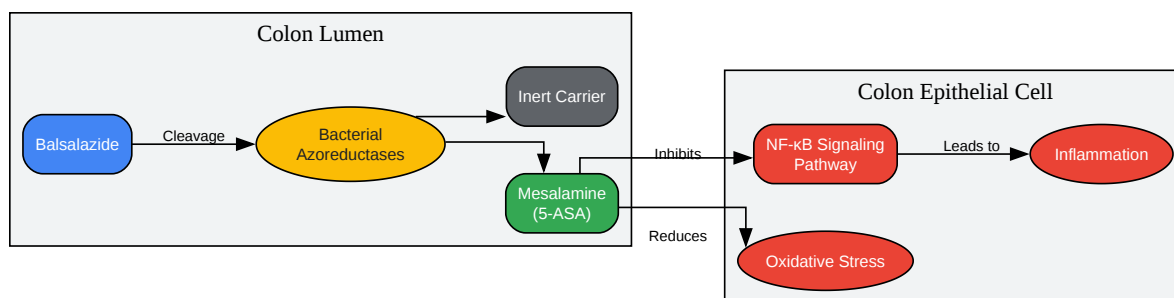 Colon Lumen
Balsalazide
Cleavage
Bacterial
Azoreductases
Inert Carrier
Mesalamine
(5-ASA)
Inhibits
Reduces
Colon Epithelial Cell
NF-κB Signaling
Pathway
Leads to
Inflammation
Oxidative Stress